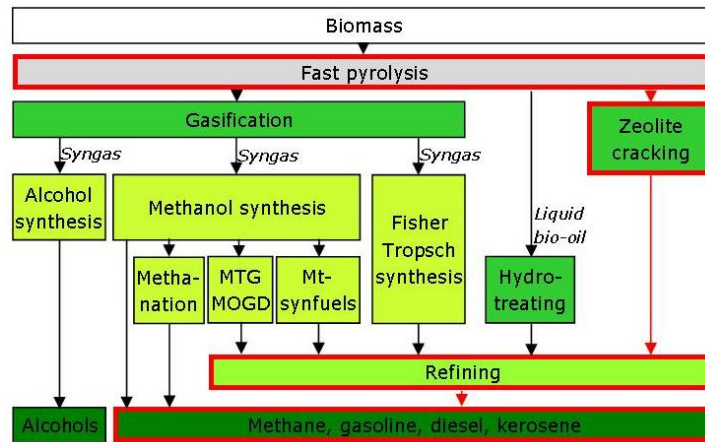 Biomass
Fast pyrolysis
Gasification
Zeolite
cracking
Syngas
Syngas
Syngas
Alcohol
synthesis
Methanol synthesis
Fisher
Tropsch
synthesis
Liquid
bio-oil
Metha-
nation
MTG
MOGD
Mt-
synfuels
Hydro-
treating
Refining
Alcohols
Methane, gasoline, diesel, kerosene